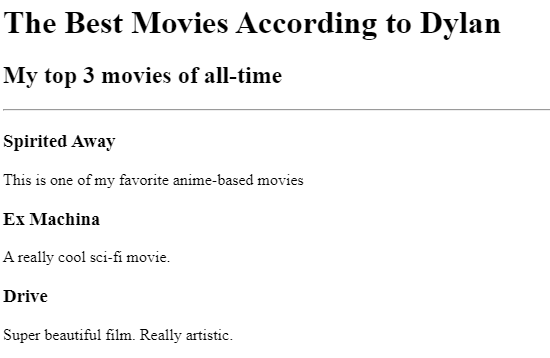 The Best Movies According to Dylan
My top 3 movies of all-time
Spirited Away
This is one of my favorite anime-based movies
Ex Machina
A really cool sci-fi movie.
Drive
Super beautiful film. Really artistic.